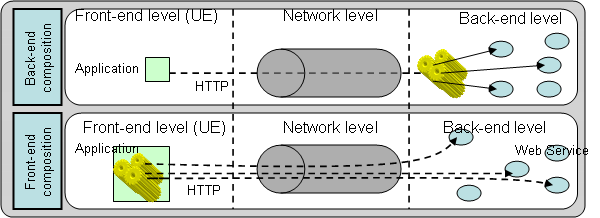 Back-end
composition
Front-end level (UE)
Network level
Back-end level
Application
HTTP
Front-end
composition
Front-end level (UE)
Network level
Back-end level
Application
Web Service
HTTP